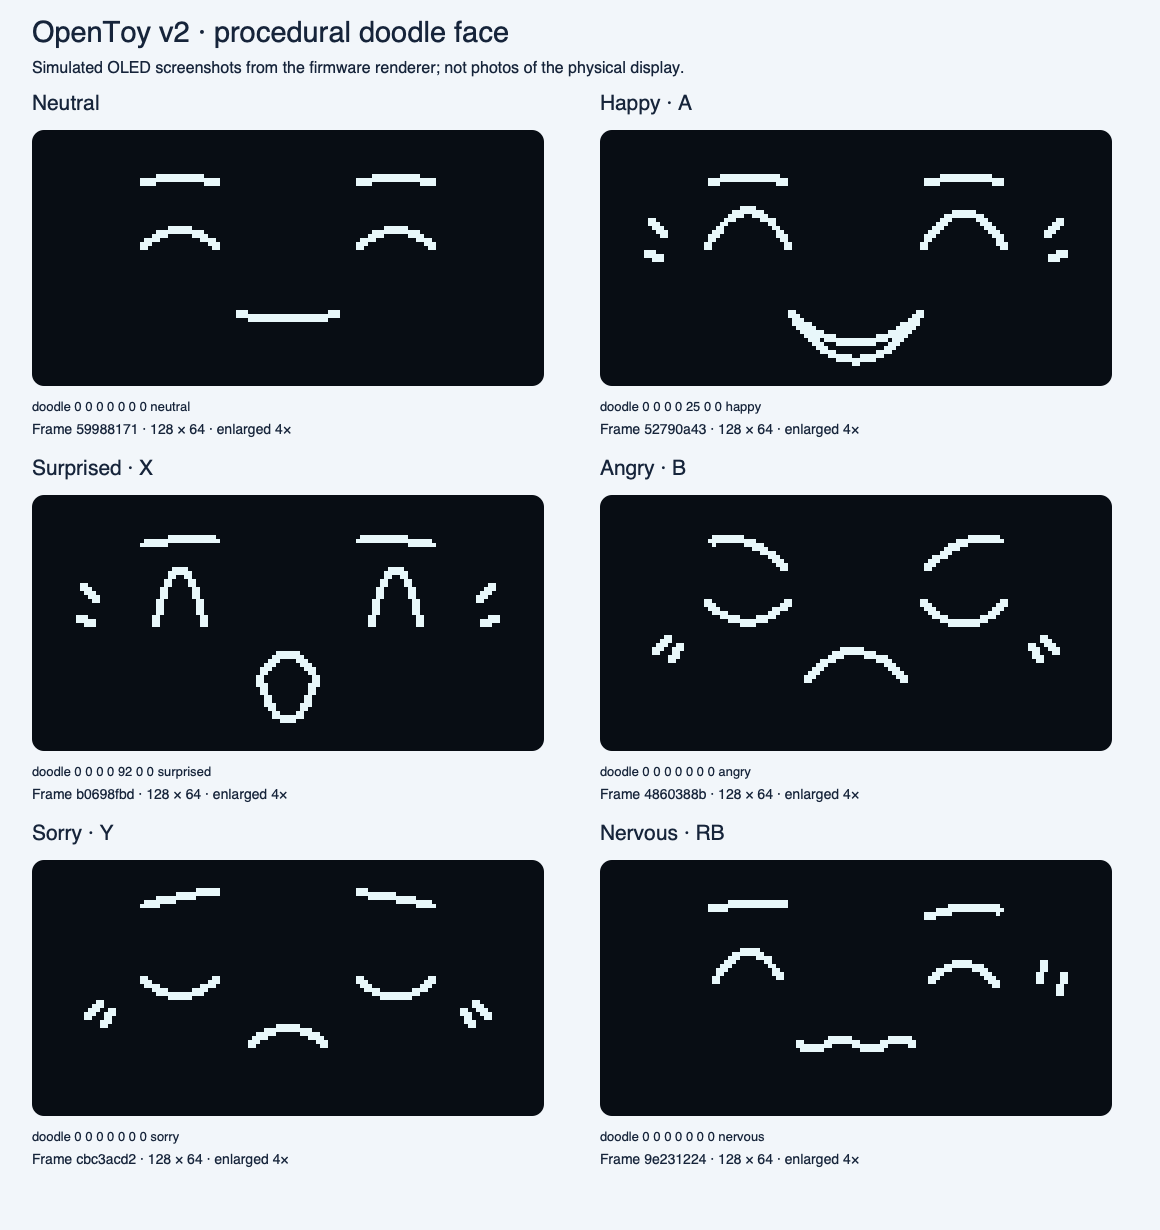 OpenToy v2 · procedural doodle face
Simulated OLED screenshots from the firmware renderer; not photos of the physical display.
Neutral
Happy · A
doodle 0 0 0 0 0 0 0 neutral
Frame 59988171 · 128 × 64 · enlarged 4×
doodle 0 0 0 0 25 0 0 happy
Frame 52790a43 · 128 × 64 · enlarged 4×
Surprised · X
Angry · B
doodle 0 0 0 0 92 0 0 surprised
Frame b0698fbd · 128 × 64 · enlarged 4×
doodle 0 0 0 0 0 0 0 angry
Frame 4860388b · 128 × 64 · enlarged 4×
Sorry · Y
Nervous · RB
doodle 0 0 0 0 0 0 0 sorry
Frame cbc3acd2 · 128 × 64 · enlarged 4×
doodle 0 0 0 0 0 0 0 nervous
Frame 9e231224 · 128 × 64 · enlarged 4×